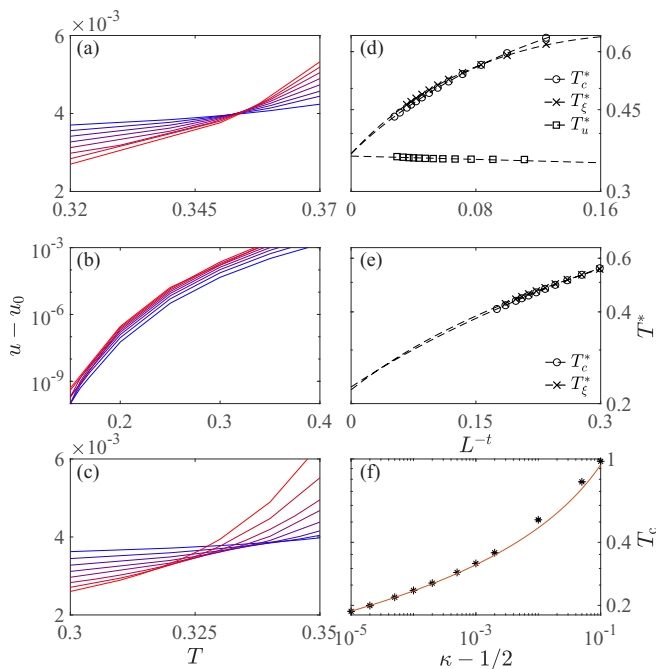 ×10⁻³
6
(a)
4
2
0.32
0.345
0.37
(d)
0.6
T*c
T*ξ
0.45
T*u
0.3
0
0.08
0.16
10⁻³
(b)
10⁻⁶
10⁻⁹
u − u₀
0.2
0.3
0.4
(e)
0.6
0.4
T*
T*c
T*ξ
0.2
0
0.15
0.3
L⁻ᵗ
×10⁻³
6
(c)
4
2
0.3
0.325
0.35
T
(f)
1
Tc
0.4
0.2
10⁻⁵
10⁻³
10⁻¹
κ − 1/2